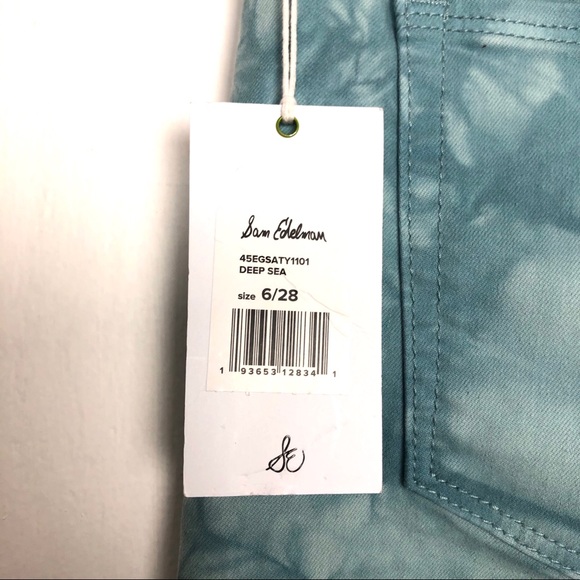 Sam Edelman
45EGSATY1101
DEEP SEA
size 6/28
1 93653 12834 1
SE